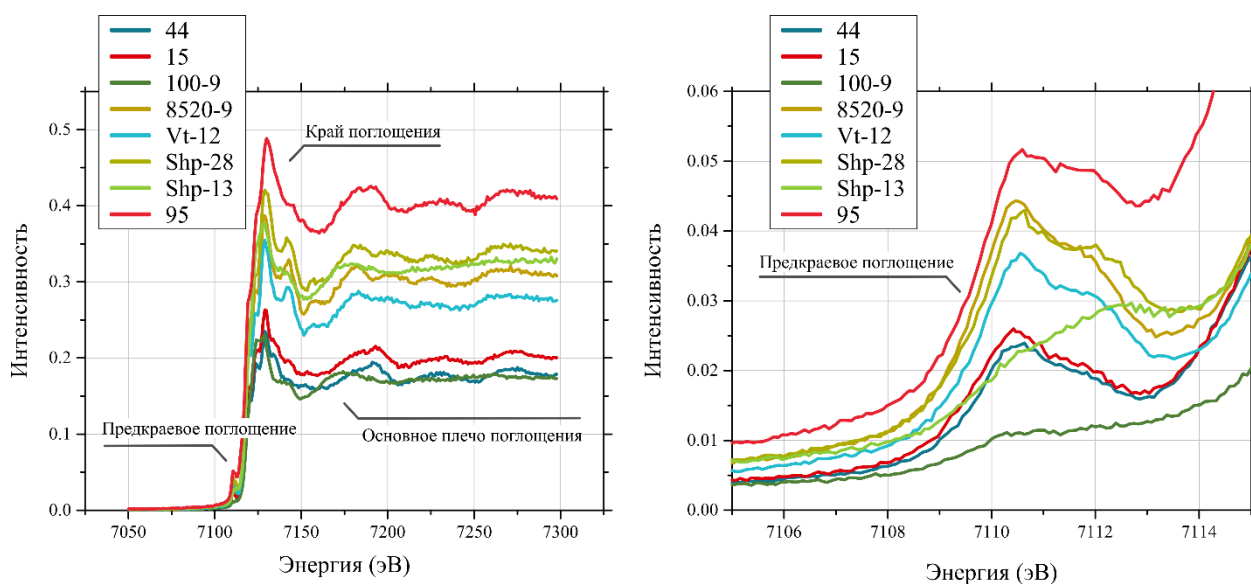 44
15
100-9
8520-9
Vt-12
Shp-28
Shp-13
95
Край поглощения
Предкраевое поглощение
Основное плечо поглощения
Интенсивность
0.5
0.4
0.3
0.2
0.1
0.0
7050 7100 7150 7200 7250 7300
Энергия (эВ)
44
15
100-9
8520-9
Vt-12
Shp-28
Shp-13
95
Предкраевое поглощение
Интенсивность
0.06
0.05
0.04
0.03
0.02
0.01
0.00
7106 7108 7110 7112 7114
Энергия (эВ)